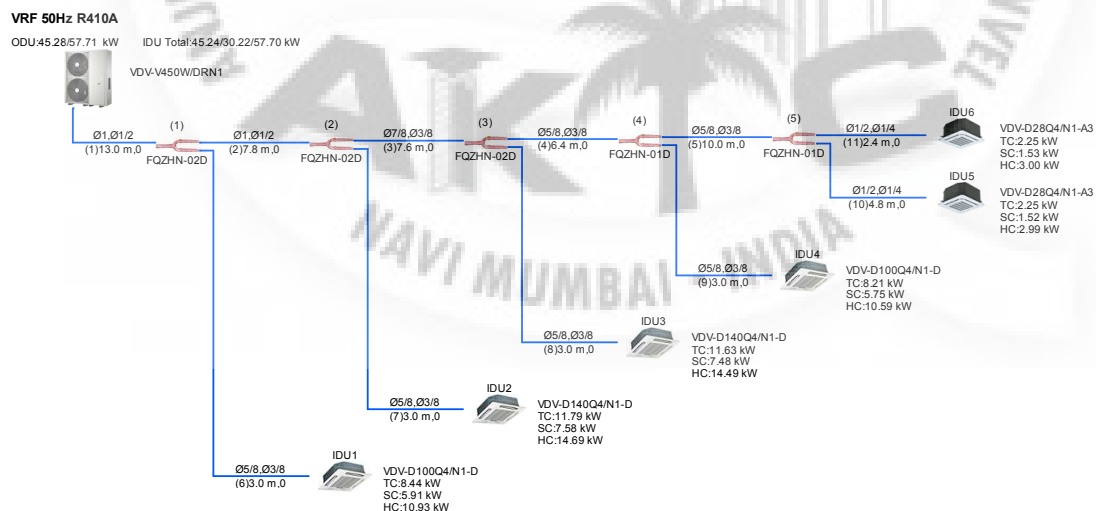 VRF 50Hz R410A
ODU:45.28/57.71 kW IDU Total:45.24/30.22/57.70 kW
VDV-V450W/DRN1
Ø1,Ø1/2
(1)13.0 m,0
(1)
FQZHN-02D
Ø1,Ø1/2
(2)7.8 m,0
(2)
FQZHN-02D
Ø7/8,Ø3/8
(3)7.6 m,0
(3)
FQZHN-02D
Ø5/8,Ø3/8
(4)6.4 m,0
(4)
FQZHN-01D
Ø5/8,Ø3/8
(5)10.0 m,0
(5)
FQZHN-01D
Ø1/2,Ø1/4
(11)2.4 m,0
IDU6
VDV-D28Q4/N1-A3
TC:2.25 kW
SC:1.53 kW
HC:3.00 kW
Ø1/2,Ø1/4
(10)4.8 m,0
IDU5
VDV-D28Q4/N1-A3
TC:2.25 kW
SC:1.52 kW
HC:2.99 kW
Ø5/8,Ø3/8
(9)3.0 m,0
IDU4
VDV-D100Q4/N1-D
TC:8.21 kW
SC:5.75 kW
HC:10.59 kW
Ø5/8,Ø3/8
(8)3.0 m,0
IDU3
VDV-D140Q4/N1-D
TC:11.63 kW
SC:7.48 kW
HC:14.49 kW
Ø5/8,Ø3/8
(7)3.0 m,0
IDU2
VDV-D140Q4/N1-D
TC:11.79 kW
SC:7.58 kW
HC:14.69 kW
Ø5/8,Ø3/8
(6)3.0 m,0
IDU1
VDV-D100Q4/N1-D
TC:8.44 kW
SC:5.91 kW
HC:10.93 kW
AKTC
NAVI MUMBAI - INDIA